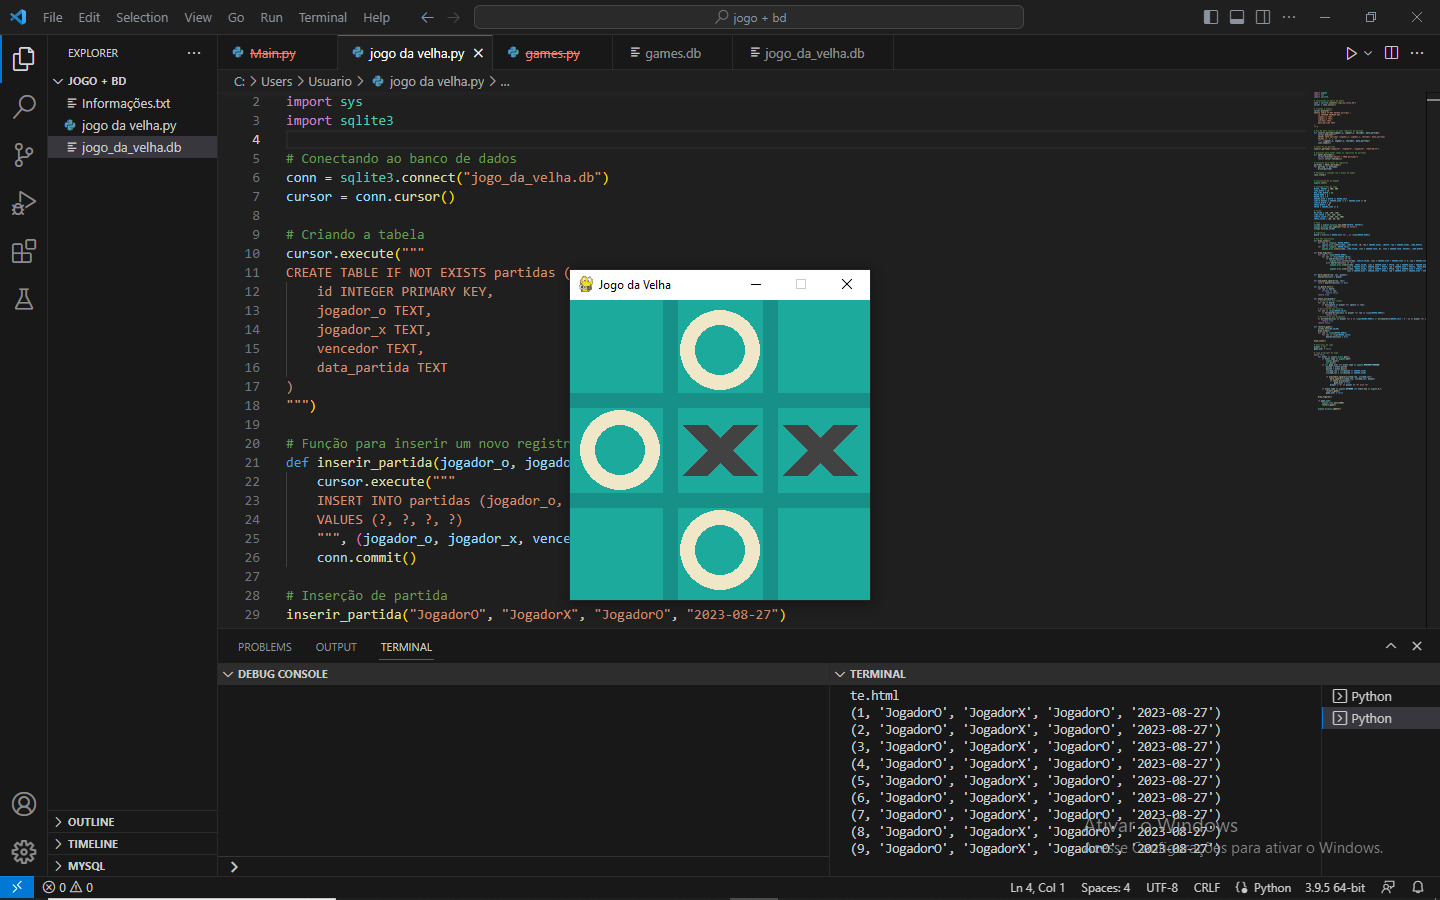 File Edit Selection View Go Run Terminal Help
jogo + bd
EXPLORER
JOGO + BD
Informações.txt
jogo da velha.py
jogo_da_velha.db
OUTLINE
TIMELINE
MYSQL
Main.py
jogo da velha.py
games.py
games.db
jogo_da_velha.db
C: > Users > Usuario > jogo da velha.py > ...
2 import sys
3 import sqlite3
4
5 # Conectando ao banco de dados
6 conn = sqlite3.connect("jogo_da_velha.db")
7 cursor = conn.cursor()
8
9 # Criando a tabela
10 cursor.execute("""
11 CREATE TABLE IF NOT EXISTS partidas (
12 id INTEGER PRIMARY KEY,
13 jogador_o TEXT,
14 jogador_x TEXT,
15 vencedor TEXT,
16 data_partida TEXT
17 )
18 """)
19
20 # Função para inserir um novo registr
21 def inserir_partida(jogador_o, jogado
22 cursor.execute("""
23 INSERT INTO partidas (jogador_o,
24 VALUES (?, ?, ?, ?)
25 """, (jogador_o, jogador_x, vence
26 conn.commit()
27
28 # Inserção de partida
29 inserir_partida("JogadorO", "JogadorX", "JogadorO", "2023-08-27")
Jogo da Velha
PROBLEMS OUTPUT TERMINAL
DEBUG CONSOLE
TERMINAL
te.html
(1, 'JogadorO', 'JogadorX', 'JogadorO', '2023-08-27')
(2, 'JogadorO', 'JogadorX', 'JogadorO', '2023-08-27')
(3, 'JogadorO', 'JogadorX', 'JogadorO', '2023-08-27')
(4, 'JogadorO', 'JogadorX', 'JogadorO', '2023-08-27')
(5, 'JogadorO', 'JogadorX', 'JogadorO', '2023-08-27')
(6, 'JogadorO', 'JogadorX', 'JogadorO', '2023-08-27')
(7, 'JogadorO', 'JogadorX', 'JogadorO', '2023-08-27')
(8, 'JogadorO', 'JogadorX', 'JogadorO', '2023-08-27')
(9, 'JogadorO', 'JogadorX', 'JogadorO', '2023-08-27')
Python
Python
Ativar o Windows
Acesse Configurações para ativar o Windows.
0 0
Ln 4, Col 1 Spaces: 4 UTF-8 CRLF Python 3.9.5 64-bit